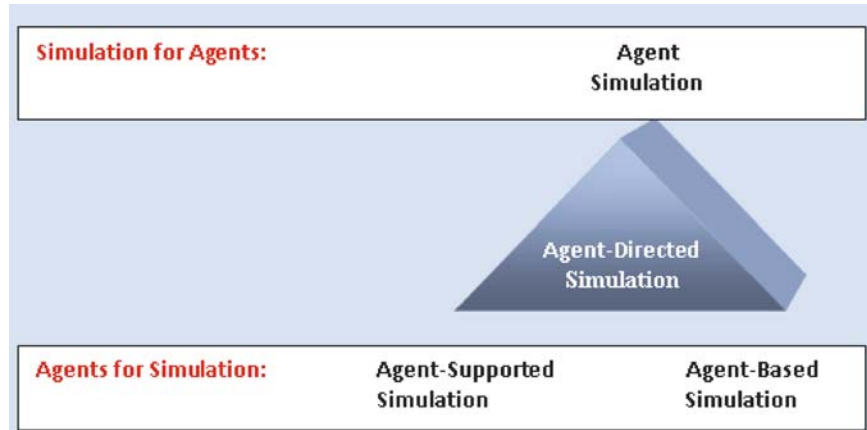 Simulation for Agents:
Agent
Simulation
Agent-Directed
Simulation
Agents for Simulation:
Agent-Supported
Simulation
Agent-Based
Simulation